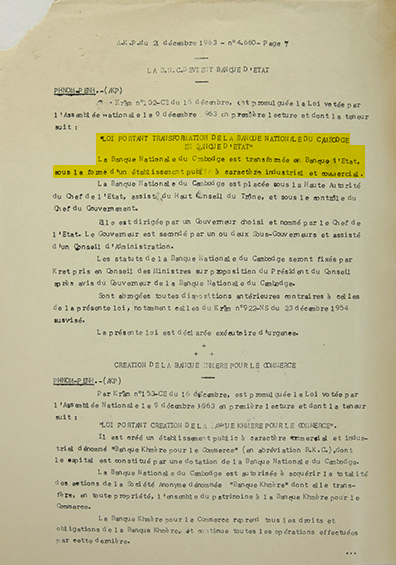 A.K.P. du 21 décembre 1963 - n°4.660- Page 7
LA B.N.C. DEVIENT BANQUE D'ETAT
PHNOM-PENH.-(AKP)
Krâm n°152-CE du 16 décembre, est promulguée la Loi votée par
l'Assemblée Nationale le 9 décembre 963 en première lecture et dont la teneur
suit :
"LOI PORTANT TRANSFORMATION DE LA BANQUE NATIONALE DU CAMBODGE
EN BANQUE D'ETAT"
La Banque Nationale du Cambodge est transformée en Banque d'Etat,
sous la forme d'un établissement public à caractère industriel et commercial.
La Banque Nationale du Cambodge est placée sous la Haute Autorité
du Chef de l'Etat, assisté du Haut Conseil du Trône, et sous le contrôle du
Chef du Gouvernement.
Elle est dirigée par un Gouverneur choisi et nommé par le Chef de
l'Etat. Le Gouverneur est secondé par un ou deux Sous-Gouverneurs et assisté
d'un Conseil d'Administration.
Les statuts de la Banque Nationale du Cambodge seront fixés par
Kret pris en Conseil des Ministres sur proposition du Président du Conseil
après avis du Gouverneur de la Banque Nationale du Cambodge.
Sont abrogées toutes dispositions antérieures contraires à celles
de la présente loi, notamment celles du Krâm n°922-NS du 23 décembre 1954
susvisé.
La présente loi est déclarée exécutoire d'urgence.
+
+ +
CREATION DE LA BANQUE KHMERE POUR LE COMMERCE
PHNOM-PENH.-(AKP)
Par Krâm n°153-CE du 16 décembre, est promulguée la Loi votée par
l'Assemblée Nationale le 9 décembre 1963 en première lecture et dont la teneur
suit :
"LOI PORTANT CREATION DE LA BANQUE KHMERE POUR LE COMMERCE".
Il est créé un établissement public à caractère commercial et indus-
triel dénommé "Banque Khmère pour le Commerce" (en abréviation B.K.C.), dont
le capital est constitué par une dotation de la Banque Nationale du Cambodge.
La Banque Nationale du Cambodge est autorisée à acquérir la totalité
des actions de la Société Anonyme dénommée "Banque Khmère" dont elle trans-
fère, en toute propriété, l'ensemble du patrimoine à la Banque Khmère pour le
Commerce.
La Banque Khmère pour le Commerce reprend tous les droits et
obligations de la Banque Khmère, et continue toutes les opérations effectuées
par cette dernière.
...